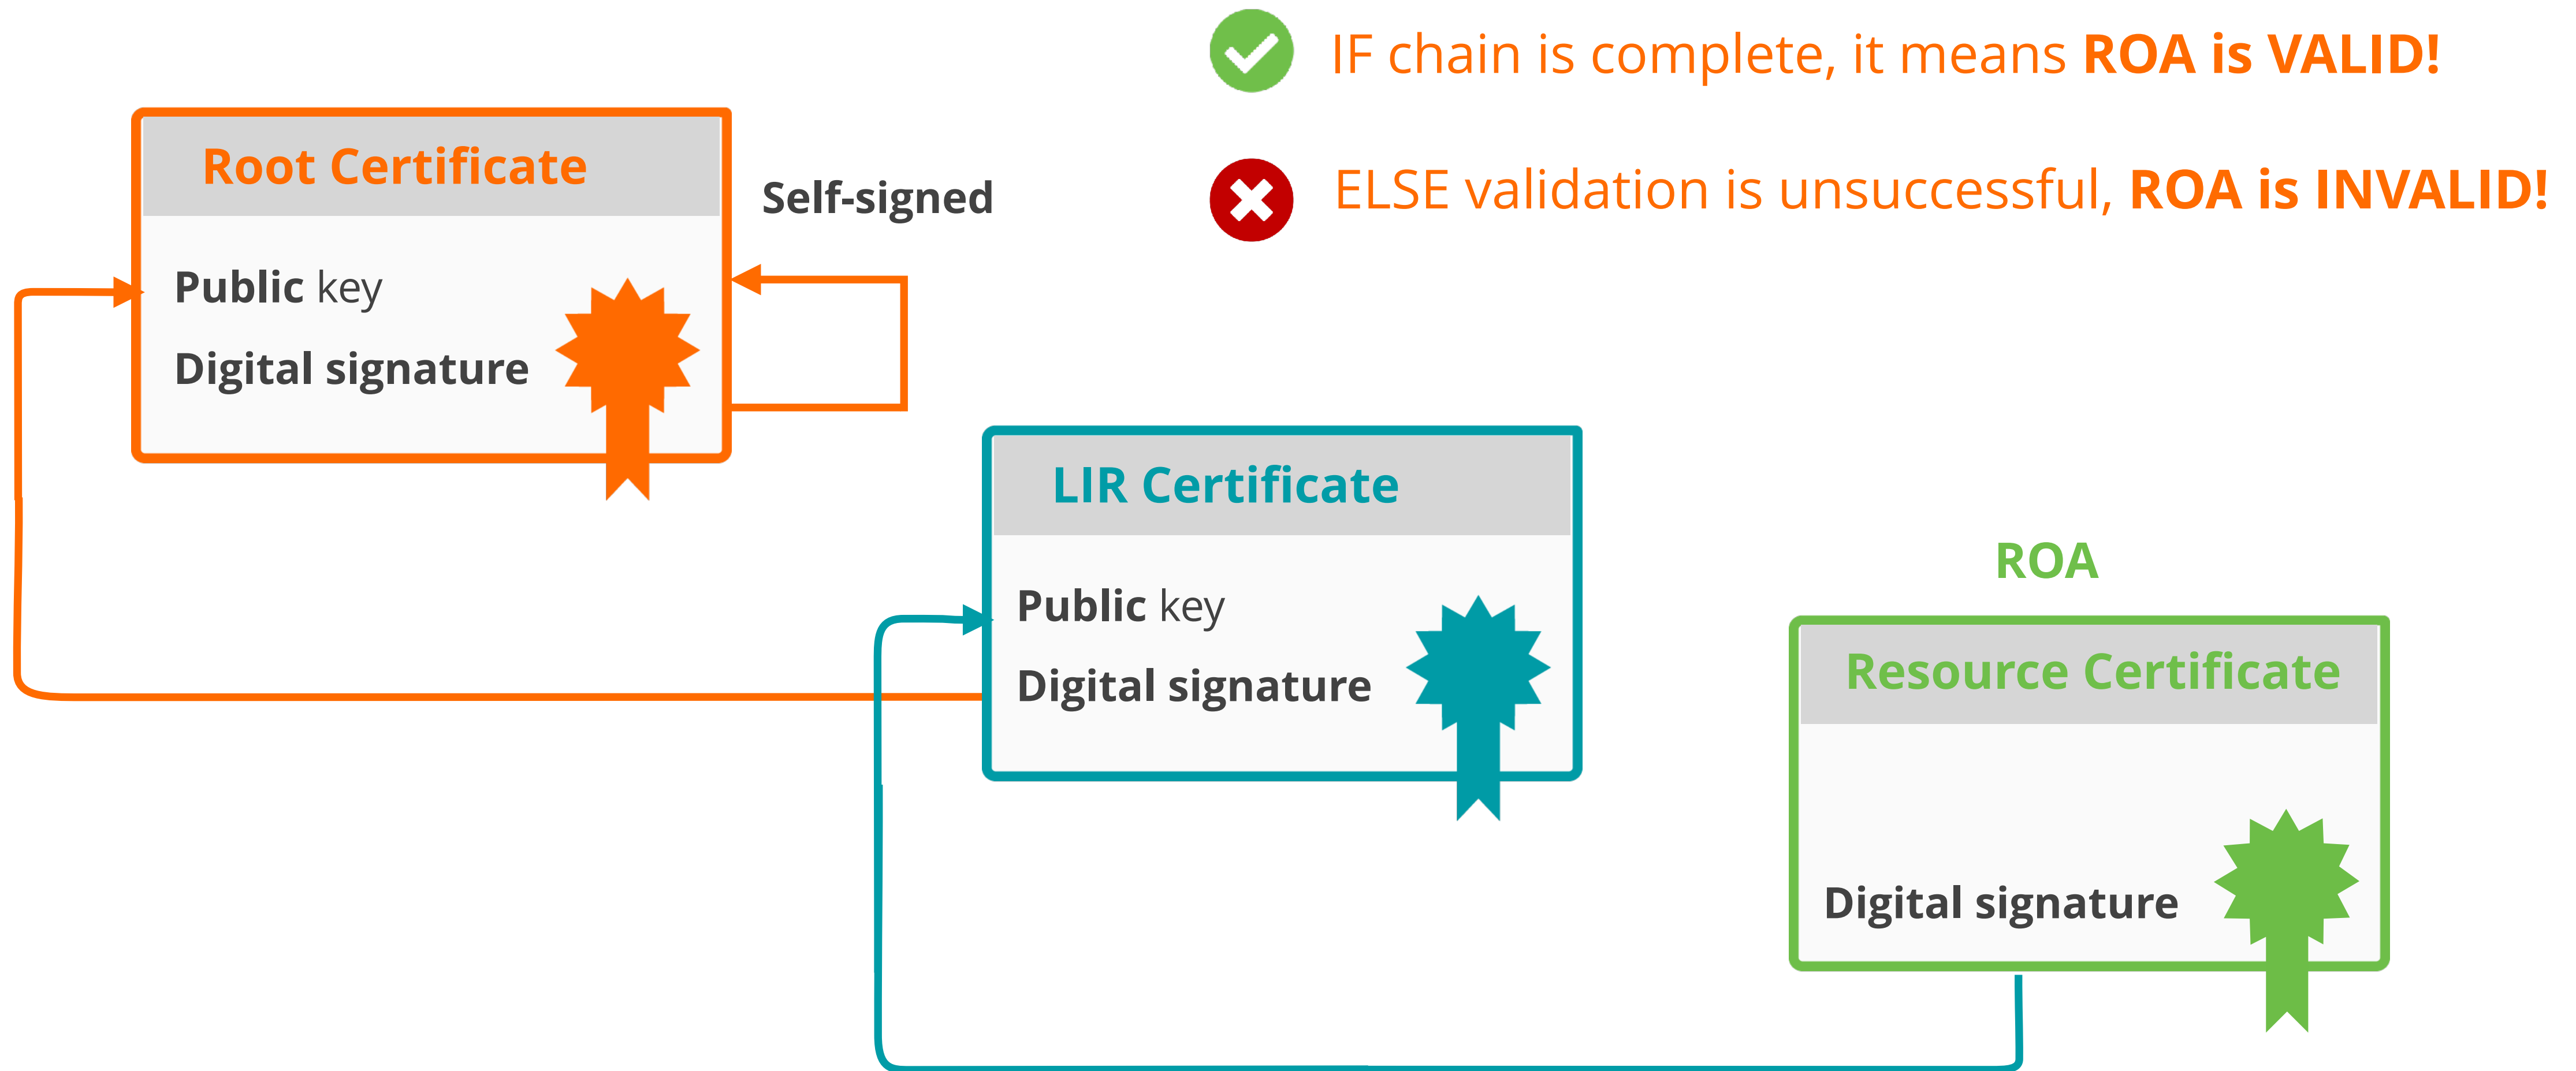 IF chain is complete, it means ROA is VALID!
ELSE validation is unsuccessful, ROA is INVALID!
Root Certificate
Self-signed
Public key
Digital signature
LIR Certificate
Public key
Digital signature
ROA
Resource Certificate
Digital signature